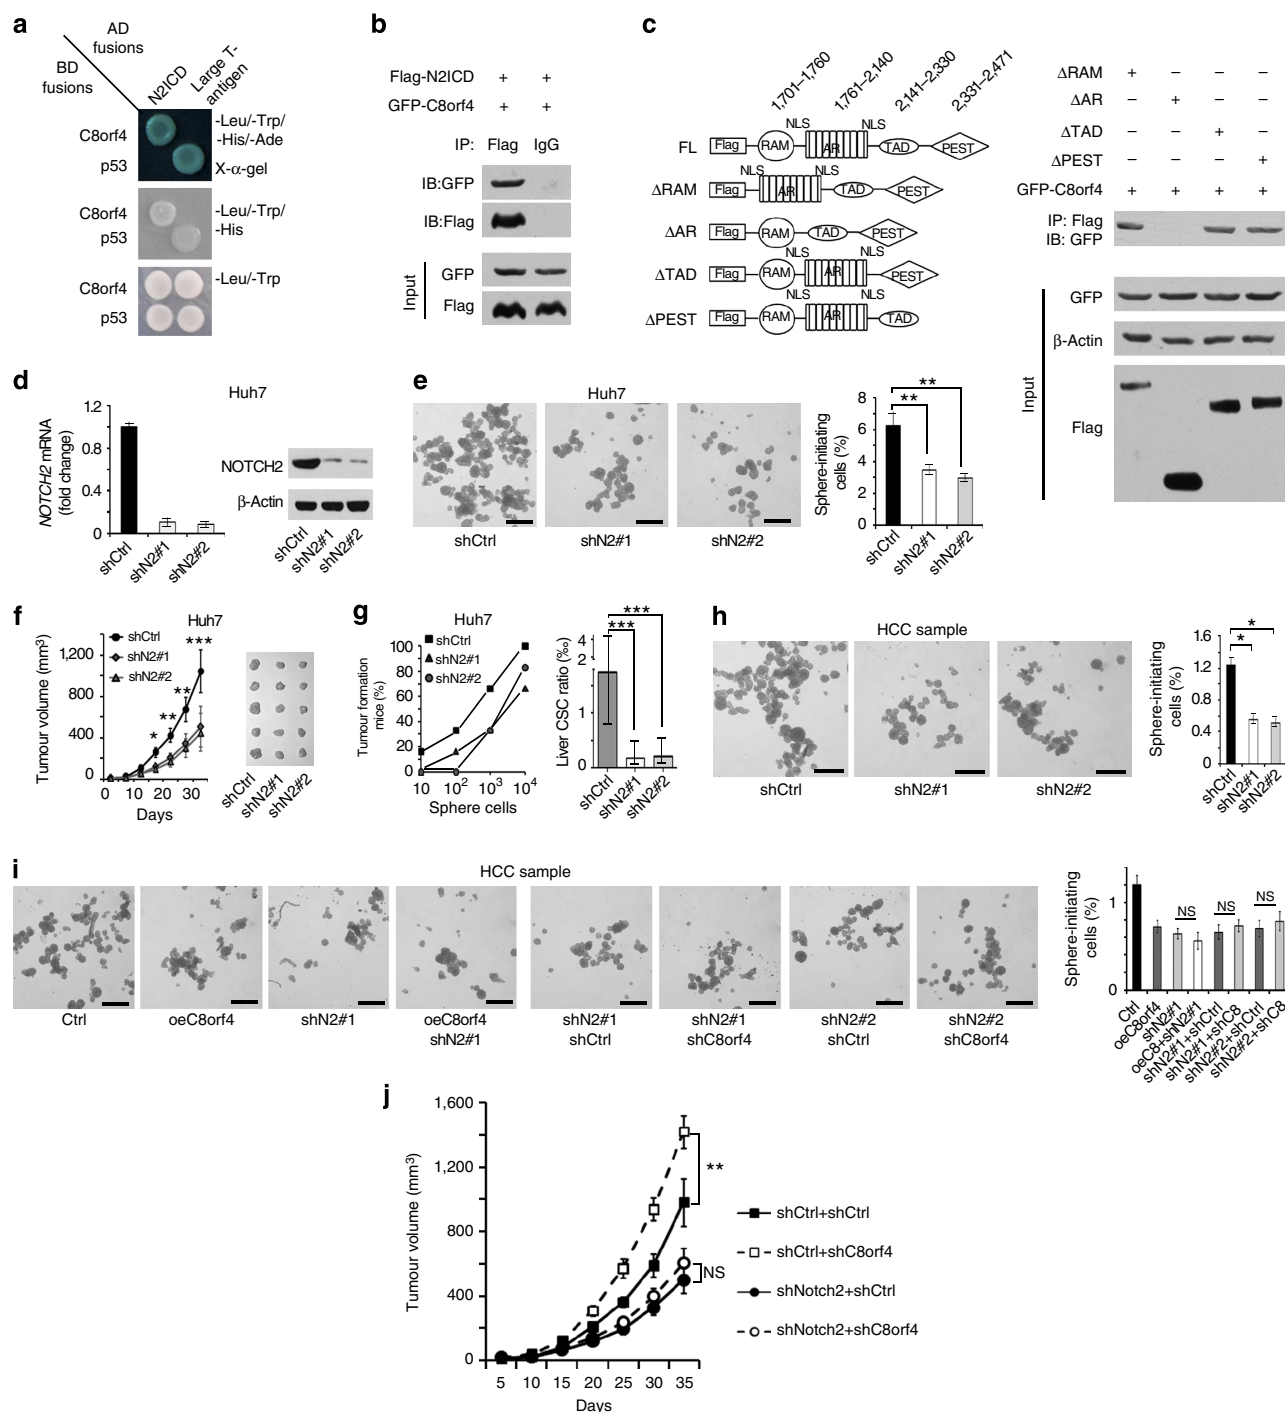 a
AD
fusions
BD
fusions
N2ICD
Large T-
antigen
C8orf4
p53
-Leu/-Trp/
-His/-Ade
X-α-gel
C8orf4
p53
-Leu/-Trp/
-His
C8orf4
p53
-Leu/-Trp
b
Flag-N2ICD + +
GFP-C8orf4 + +
IP: Flag IgG
IB:GFP
IB:Flag
Input
GFP
Flag
c
1,701–1,760
1,761–2,140
2,141–2,330
2,331–2,471
NLS NLS
FL Flag RAM AR TAD PEST
NLS NLS
ΔRAM Flag AR TAD PEST
ΔAR Flag RAM TAD PEST
NLS NLS
ΔTAD Flag RAM AR PEST
NLS NLS
ΔPEST Flag RAM AR TAD
ΔRAM + – – –
ΔAR – + – –
ΔTAD – – + –
ΔPEST – – – +
GFP-C8orf4 + + + +
IP: Flag
IB: GFP
Input
GFP
β-Actin
Flag
d
Huh7
NOTCH2 mRNA
(fold change)
1.2
0.8
0.4
0
shCtrl
shN2#1
shN2#2
NOTCH2
β-Actin
shCtrl
shN2#1
shN2#2
e
Huh7
shCtrl
shN2#1
shN2#2
Sphere-initiating
cells (%)
8
6
4
2
0
**
**
shCtrl
shN2#1
shN2#2
f
Huh7
Tumour volume (mm³)
1,200
800
400
0
shCtrl
shN2#1
shN2#2
*
**
**
***
0 10 20 30
Days
shCtrl
shN2#1
shN2#2
g
Huh7
Tumour formation
mice (%)
100
80
60
40
20
0
shCtrl
shN2#1
shN2#2
10 10² 10³ 10⁴
Sphere cells
Liver CSC ratio (‰)
4
2
2
1
0
***
***
shCtrl
shN2#1
shN2#2
h
HCC sample
shCtrl
shN2#1
shN2#2
Sphere-initiating
cells (%)
1.6
1.2
0.8
0.4
0.0
*
*
shCtrl
shN2#1
shN2#2
i
HCC sample
Ctrl
oeC8orf4
shN2#1
oeC8orf4
shN2#1
shN2#1
shCtrl
shN2#1
shC8orf4
shN2#2
shCtrl
shN2#2
shC8orf4
Sphere-initiating
cells (%)
1
0
NS
NS
NS
Ctrl
oeC8orf4
shN2#1
oeC8+shN2#1
shN2#1+shCtrl
shN2#1+shC8
shN2#2+shCtrl
shN2#2+shC8
j
Tumour volume (mm³)
1,600
1,200
800
400
0
**
NS
shCtrl+shCtrl
shCtrl+shC8orf4
shNotch2+shCtrl
shNotch2+shC8orf4
5 10 15 20 25 30 35
Days